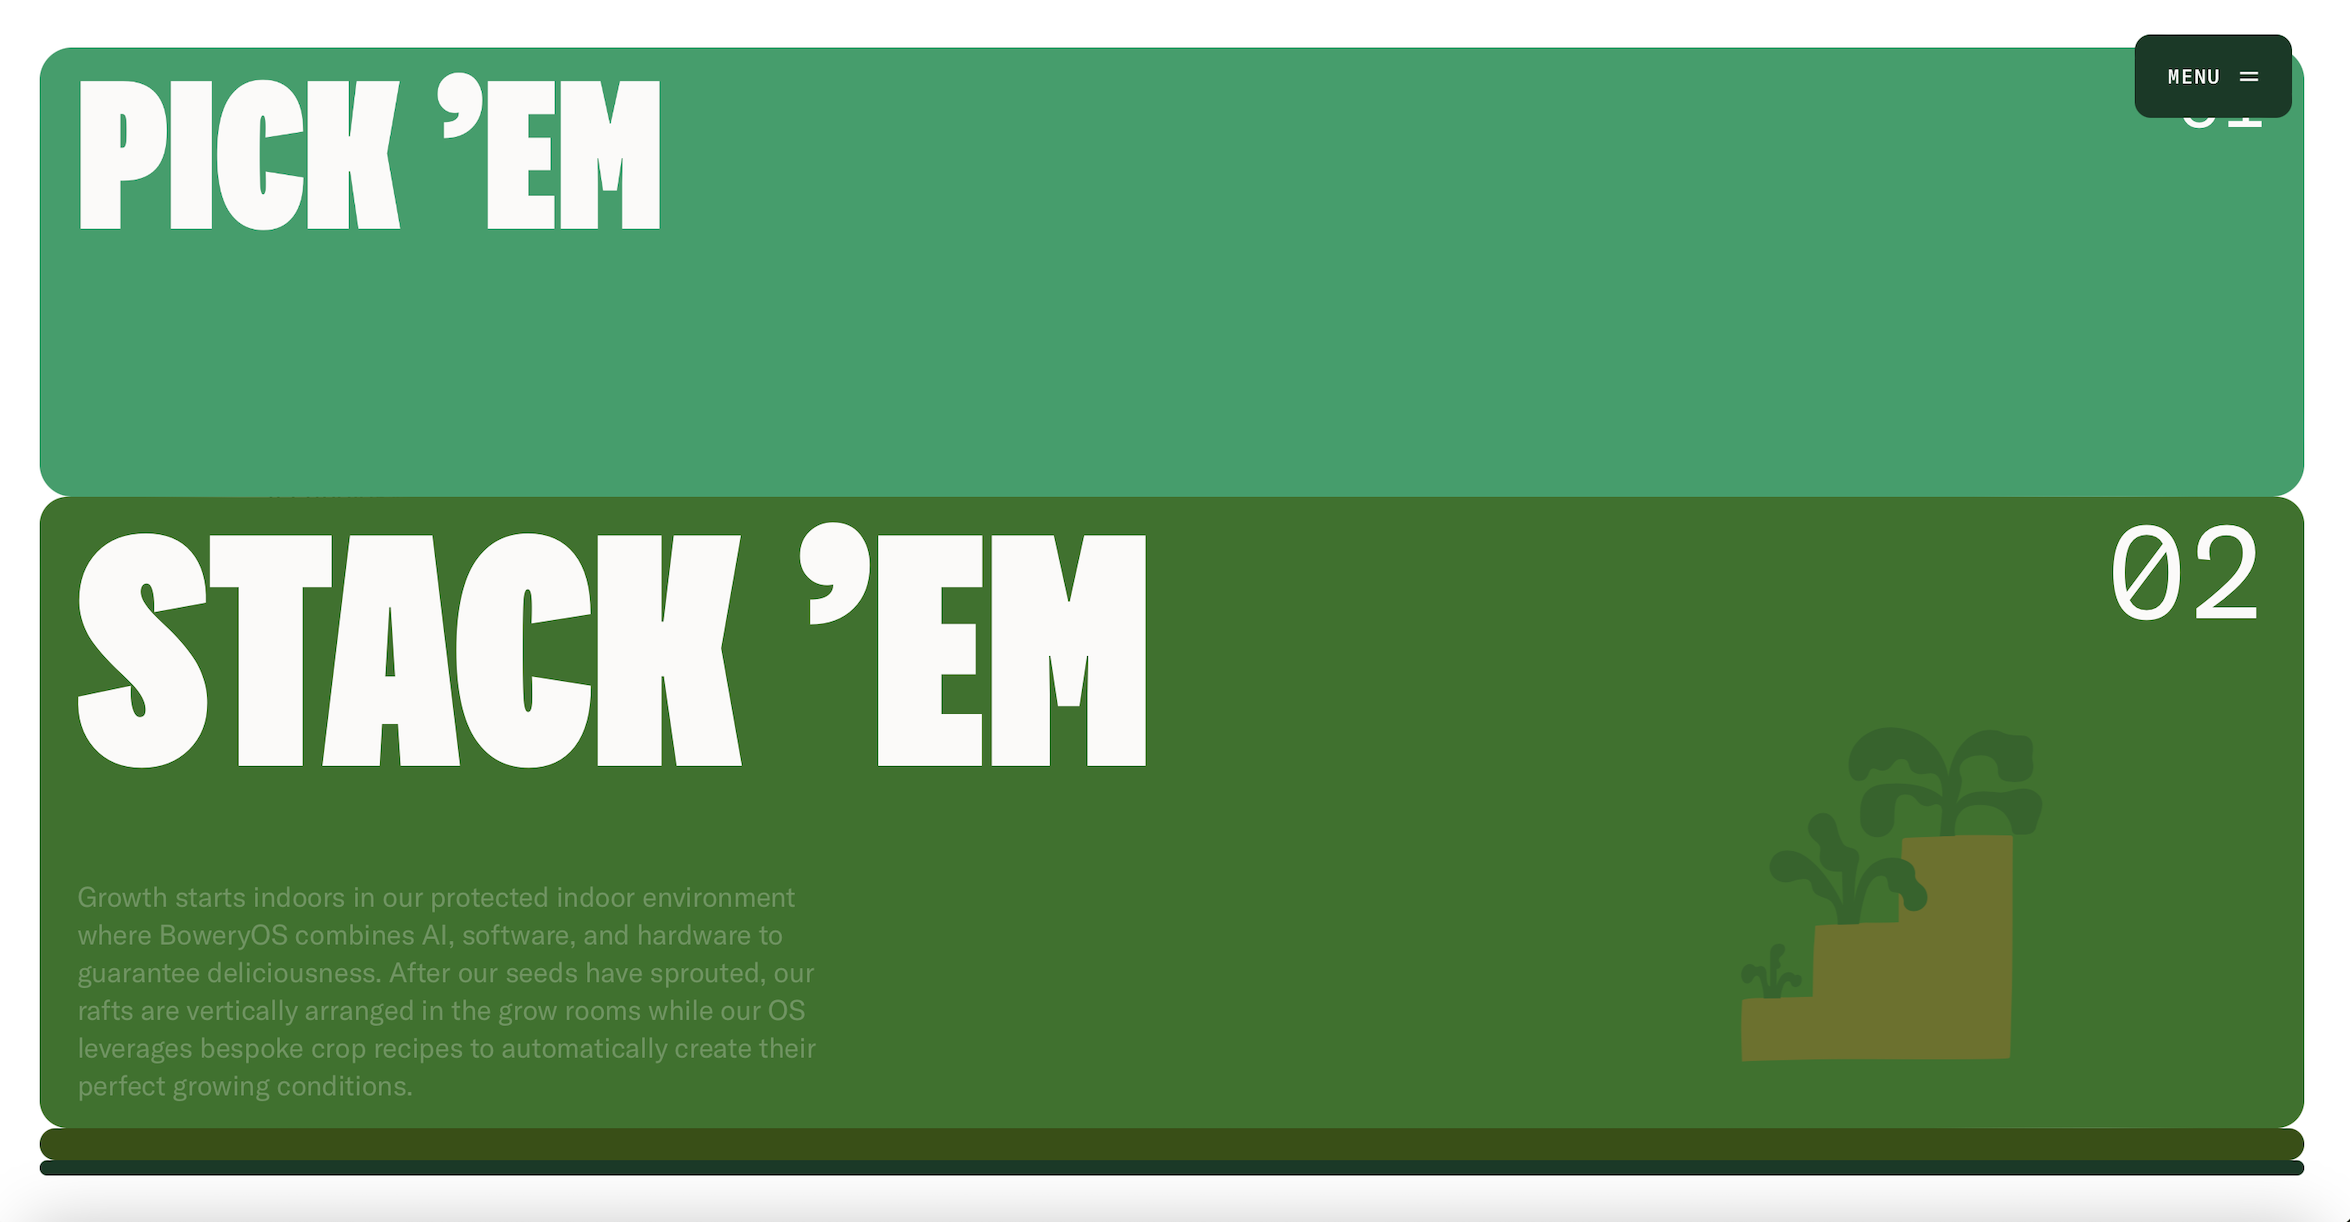 MENU
PICK ’EM
STACK ’EM
02
Growth starts indoors in our protected indoor environment
where BoweryOS combines AI, software, and hardware to
guarantee deliciousness. After our seeds have sprouted, our
rafts are vertically arranged in the grow rooms while our OS
leverages bespoke crop recipes to automatically create their
perfect growing conditions.